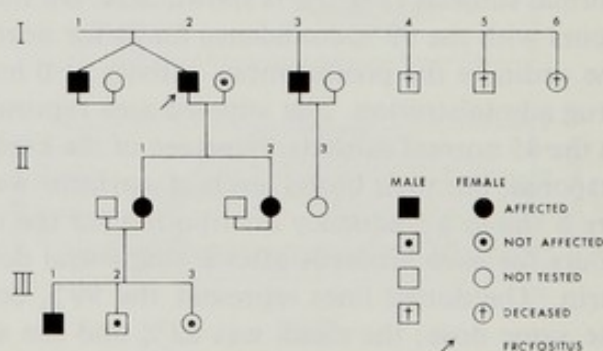 I 1 2 3 4 5 6
II 1 2 3
MALE FEMALE
AFFECTED
NOT AFFECTED
III 1 2 3
NOT TESTED
DECEASED
PROPOSITUS